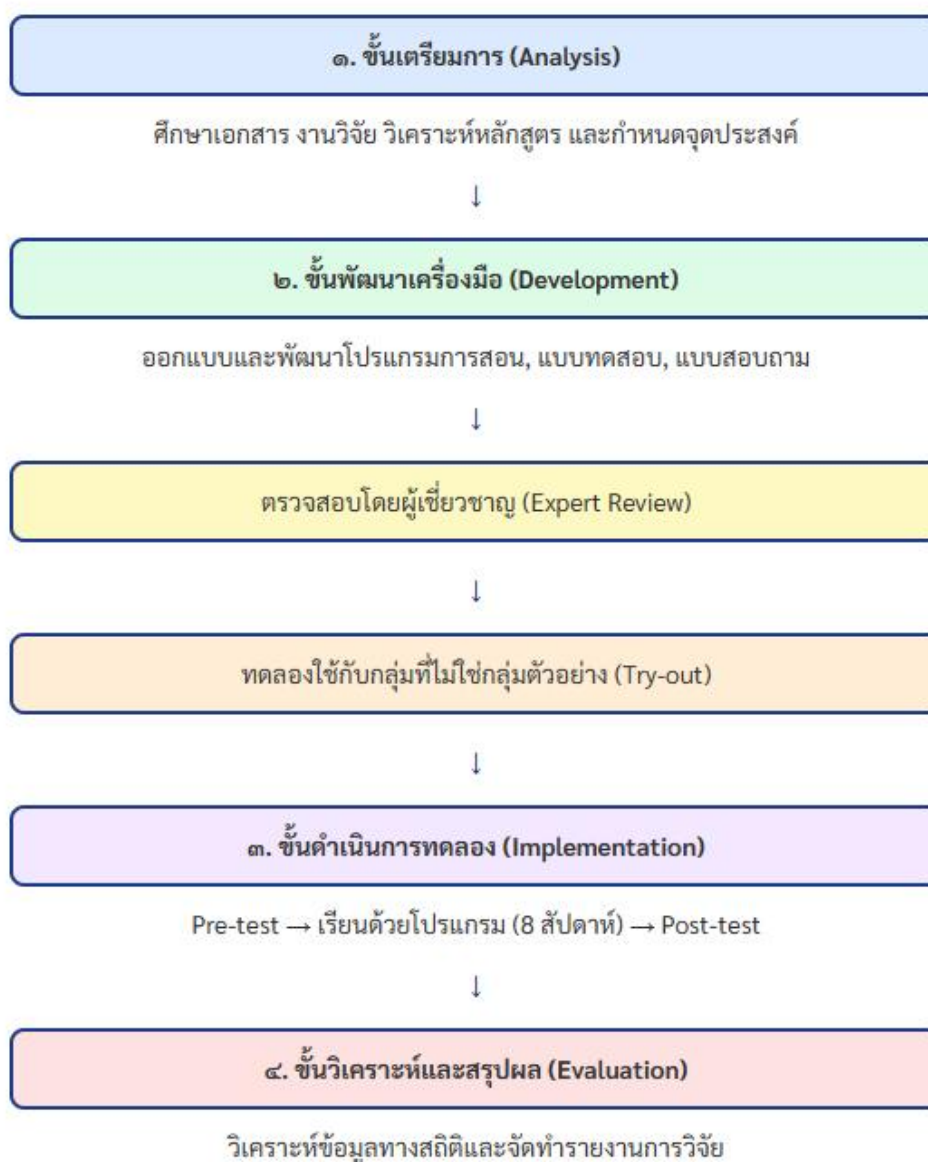 ๑. ขั้นเตรียมการ (Analysis)
ศึกษาเอกสาร งานวิจัย วิเคราะห์หลักสูตร และกำหนดจุดประสงค์
↓
๒. ขั้นพัฒนาเครื่องมือ (Development)
ออกแบบและพัฒนาโปรแกรมการสอน, แบบทดสอบ, แบบสอบถาม
↓
ตรวจสอบโดยผู้เชี่ยวชาญ (Expert Review)
↓
ทดลองใช้กับกลุ่มที่ไม่ใช่กลุ่มตัวอย่าง (Try-out)
↓
๓. ขั้นดำเนินการทดลอง (Implementation)
Pre-test → เรียนด้วยโปรแกรม (8 สัปดาห์) → Post-test
↓
๔. ขั้นวิเคราะห์และสรุปผล (Evaluation)
วิเคราะห์ข้อมูลทางสถิติและจัดทำรายงานการวิจัย